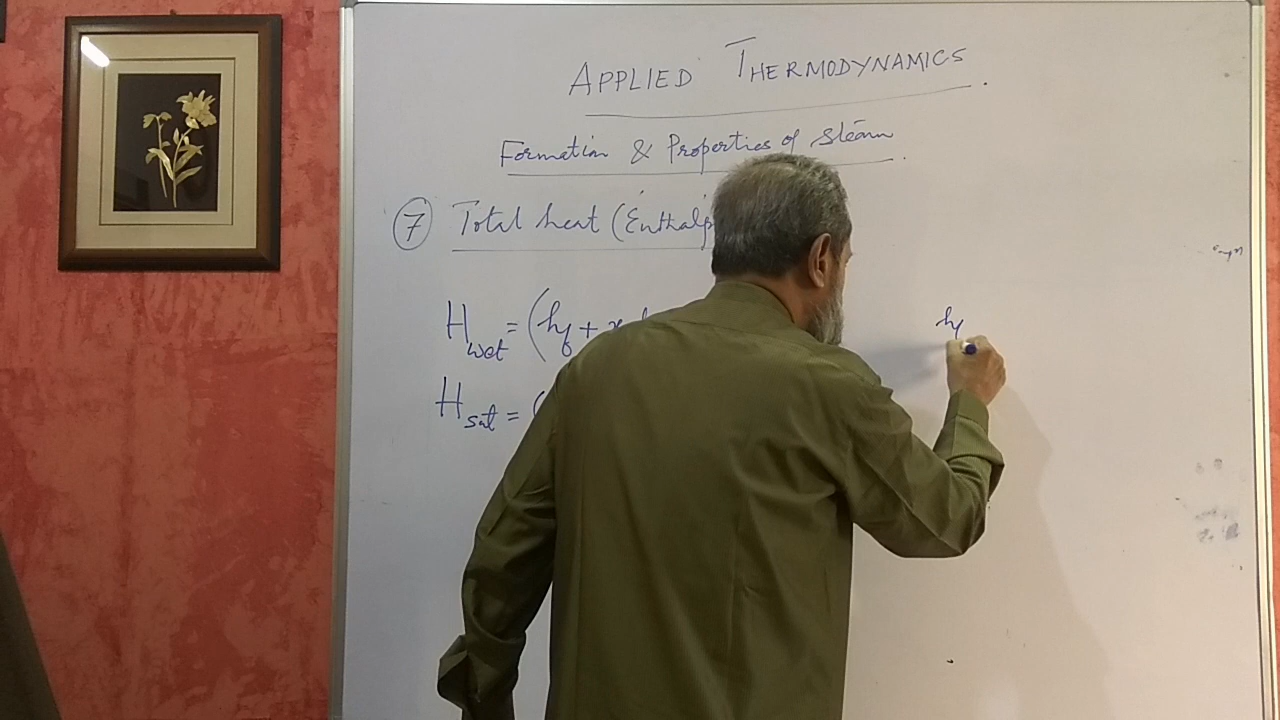 APPLIED THERMODYNAMICS.
Formation & Properties of steam.
7 Total heat (Enthalp
H wet = (hf + x
hf
H sat = (